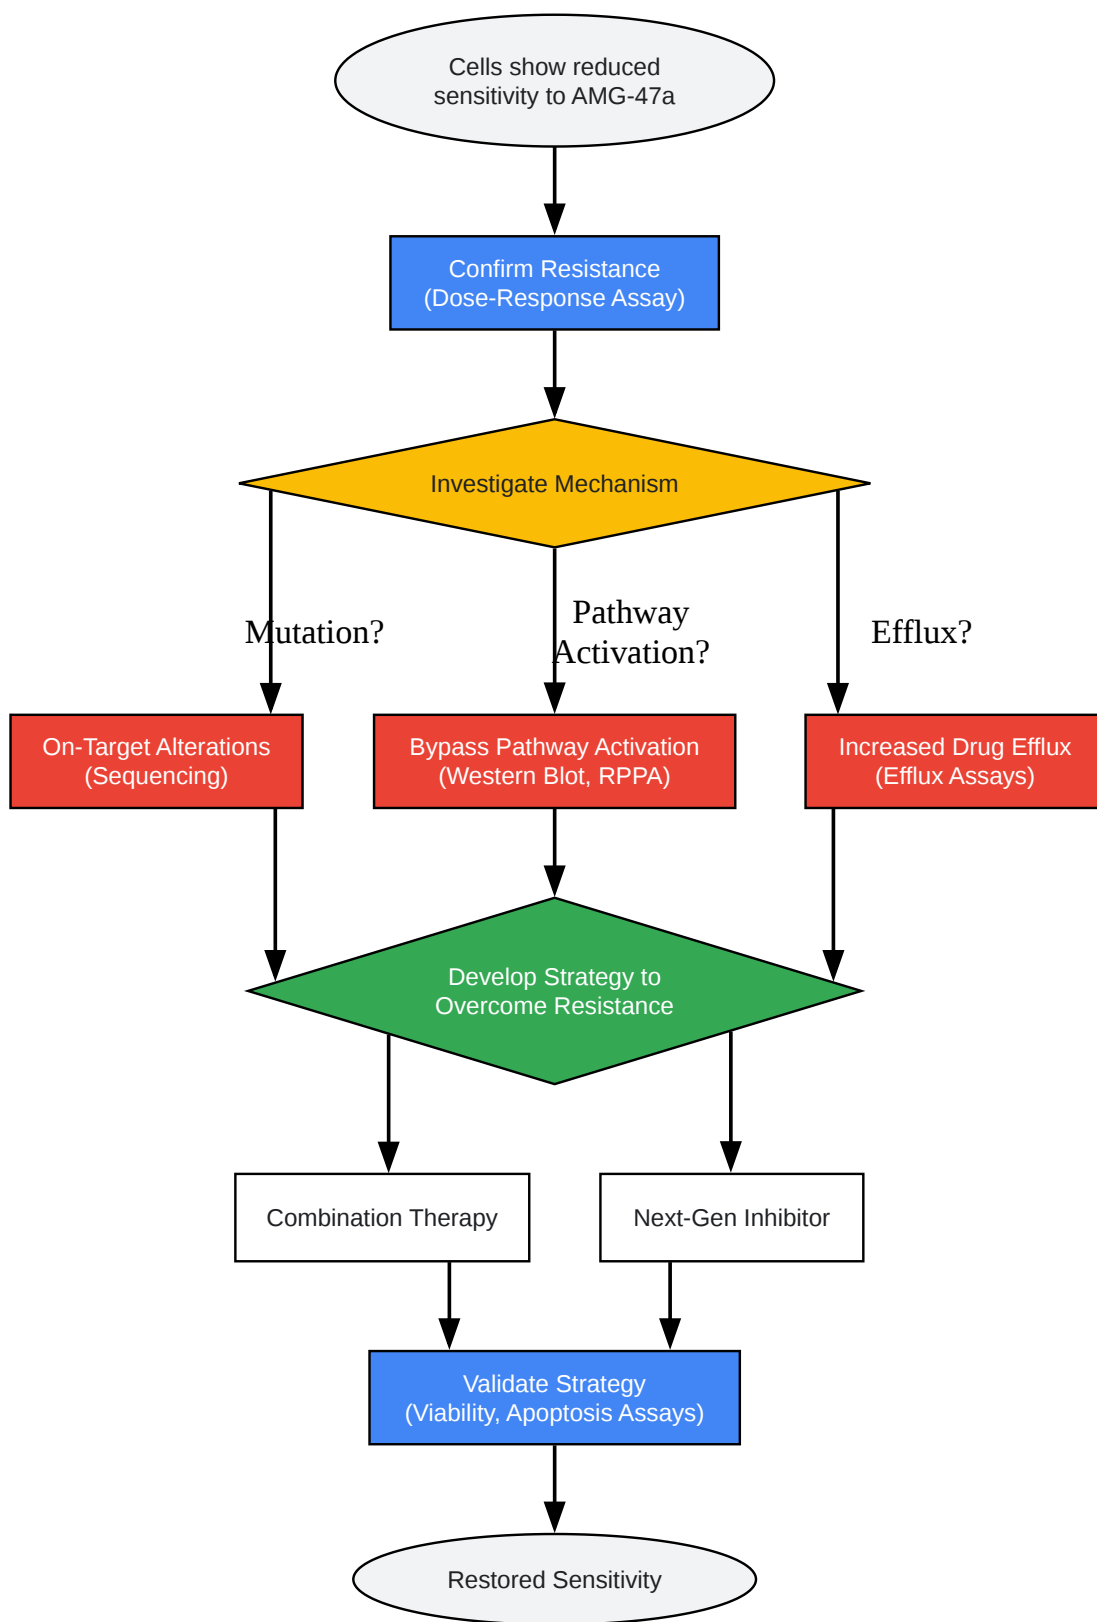 Cells show reduced
sensitivity to AMG-47a
Confirm Resistance
(Dose-Response Assay)
Investigate Mechanism
Mutation?
Pathway
Activation?
Efflux?
On-Target Alterations
(Sequencing)
Bypass Pathway Activation
(Western Blot, RPPA)
Increased Drug Efflux
(Efflux Assays)
Develop Strategy to
Overcome Resistance
Combination Therapy
Next-Gen Inhibitor
Validate Strategy
(Viability, Apoptosis Assays)
Restored Sensitivity